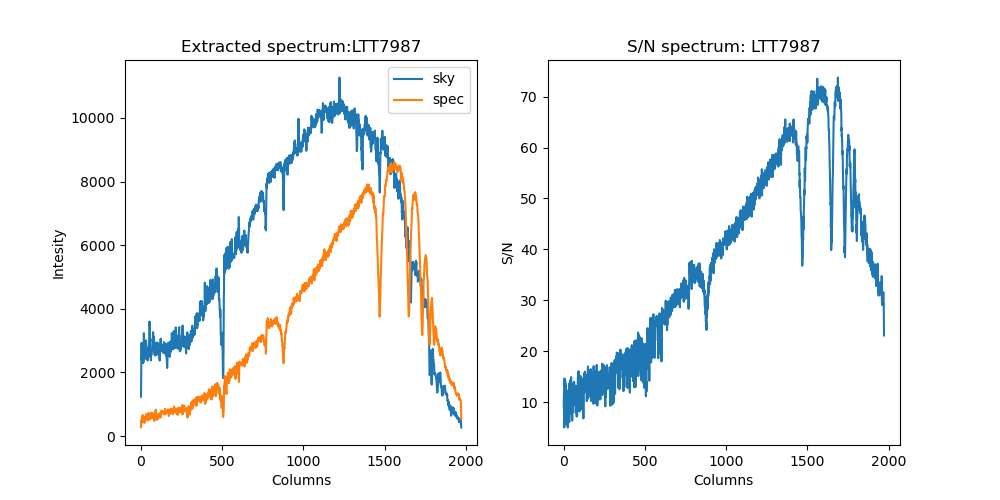 Extracted spectrum:LTT7987
sky
spec
10000
8000
6000
4000
2000
0
Intesity
0 500 1000 1500 2000
Columns
S/N spectrum: LTT7987
70
60
50
40
30
20
10
S/N
0 500 1000 1500 2000
Columns